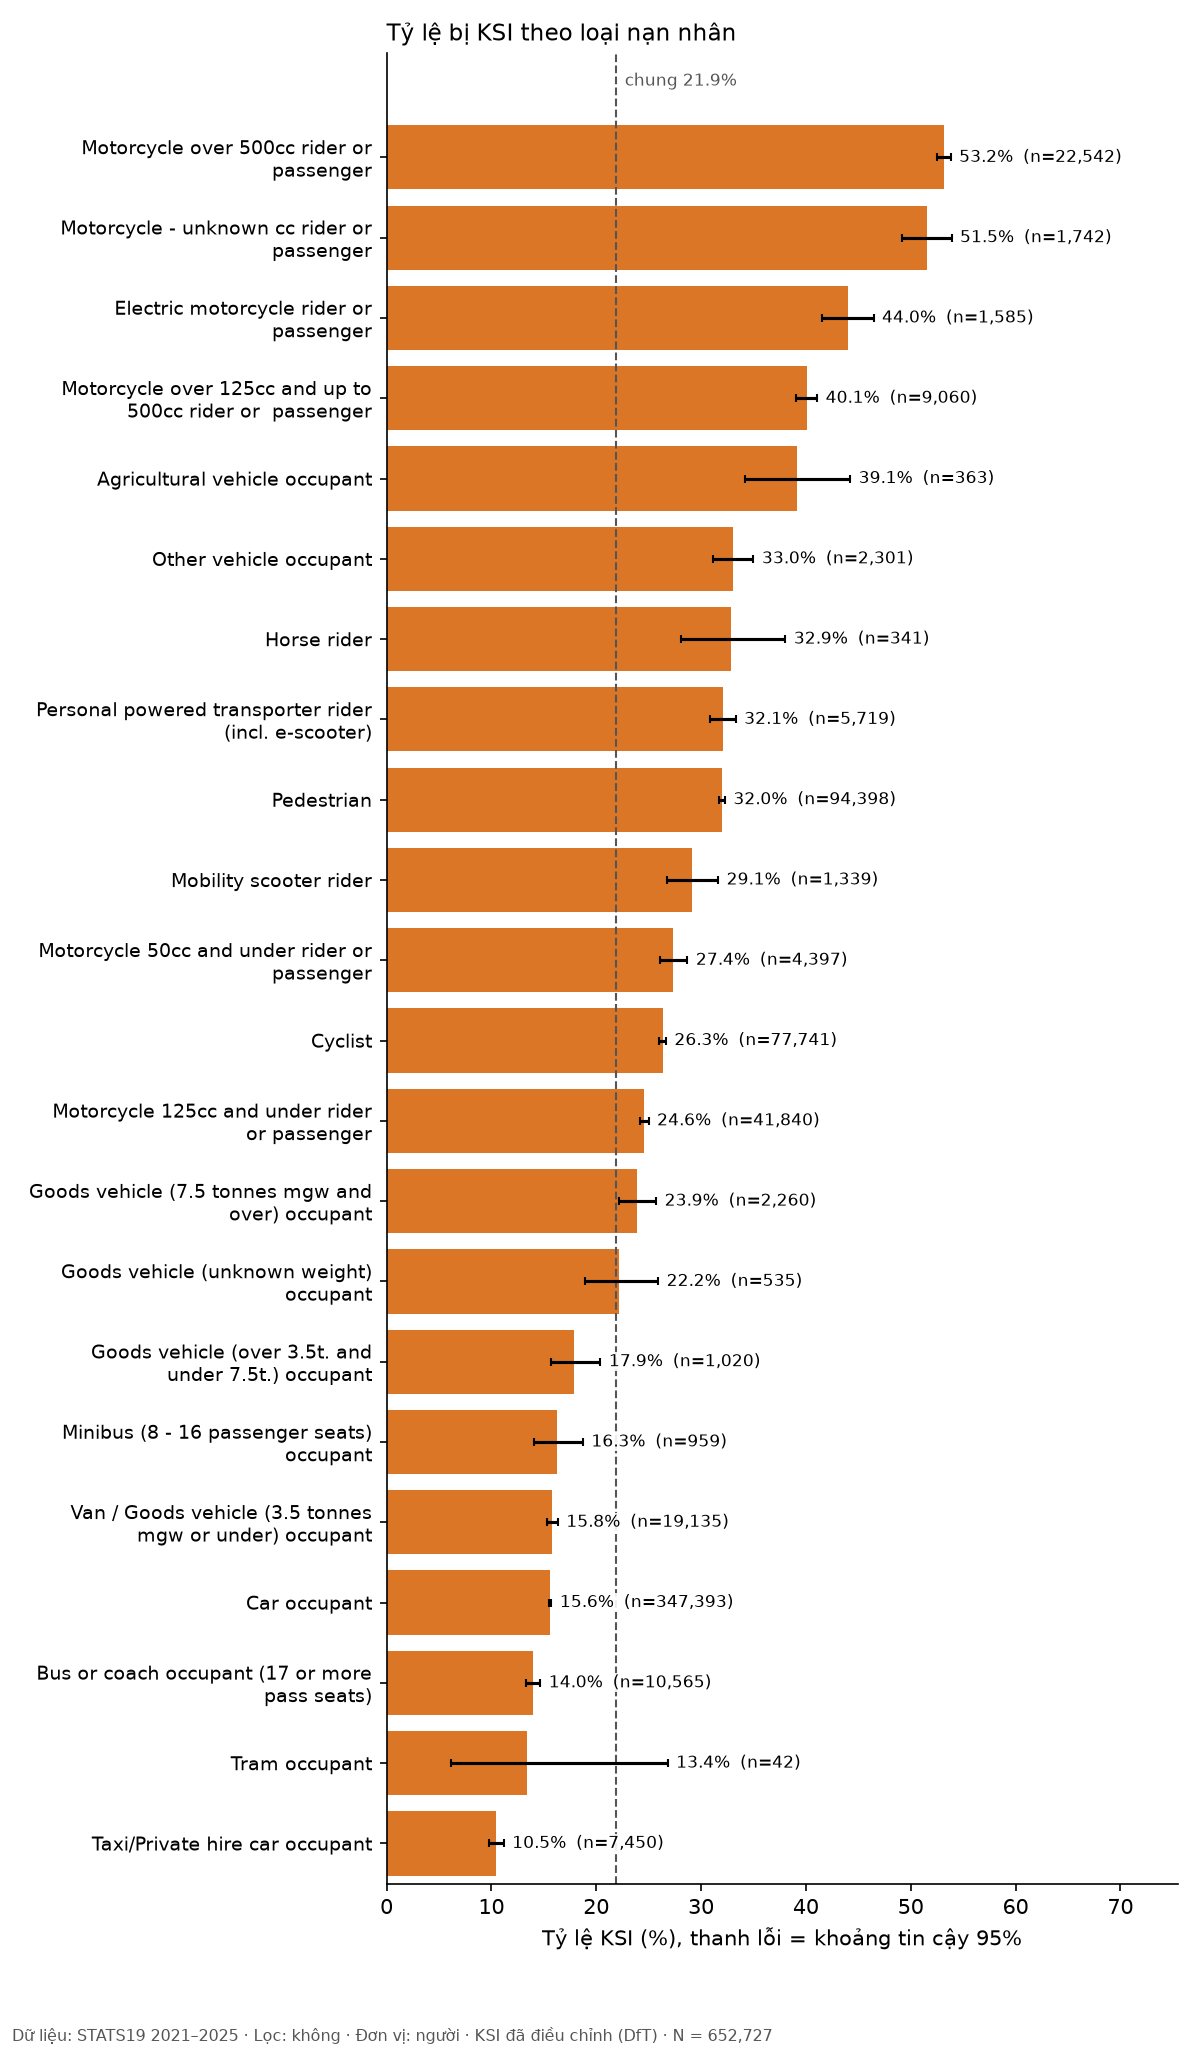 Tỷ lệ bị KSI theo loại nạn nhân
chung 21.9%
Motorcycle over 500cc rider or
passenger
53.2% (n=22,542)
Motorcycle - unknown cc rider or
passenger
51.5% (n=1,742)
Electric motorcycle rider or
passenger
44.0% (n=1,585)
Motorcycle over 125cc and up to
500cc rider or  passenger
40.1% (n=9,060)
Agricultural vehicle occupant
39.1% (n=363)
Other vehicle occupant
33.0% (n=2,301)
Horse rider
32.9% (n=341)
Personal powered transporter rider
(incl. e-scooter)
32.1% (n=5,719)
Pedestrian
32.0% (n=94,398)
Mobility scooter rider
29.1% (n=1,339)
Motorcycle 50cc and under rider or
passenger
27.4% (n=4,397)
Cyclist
26.3% (n=77,741)
Motorcycle 125cc and under rider
or passenger
24.6% (n=41,840)
Goods vehicle (7.5 tonnes mgw and
over) occupant
23.9% (n=2,260)
Goods vehicle (unknown weight)
occupant
22.2% (n=535)
Goods vehicle (over 3.5t. and
under 7.5t.) occupant
17.9% (n=1,020)
Minibus (8 - 16 passenger seats)
occupant
16.3% (n=959)
Van / Goods vehicle (3.5 tonnes
mgw or under) occupant
15.8% (n=19,135)
Car occupant
15.6% (n=347,393)
Bus or coach occupant (17 or more
pass seats)
14.0% (n=10,565)
Tram occupant
13.4% (n=42)
Taxi/Private hire car occupant
10.5% (n=7,450)
0 10 20 30 40 50 60 70
Tỷ lệ KSI (%), thanh lỗi = khoảng tin cậy 95%
Dữ liệu: STATS19 2021–2025 · Lọc: không · Đơn vị: người · KSI đã điều chỉnh (DfT) · N = 652,727